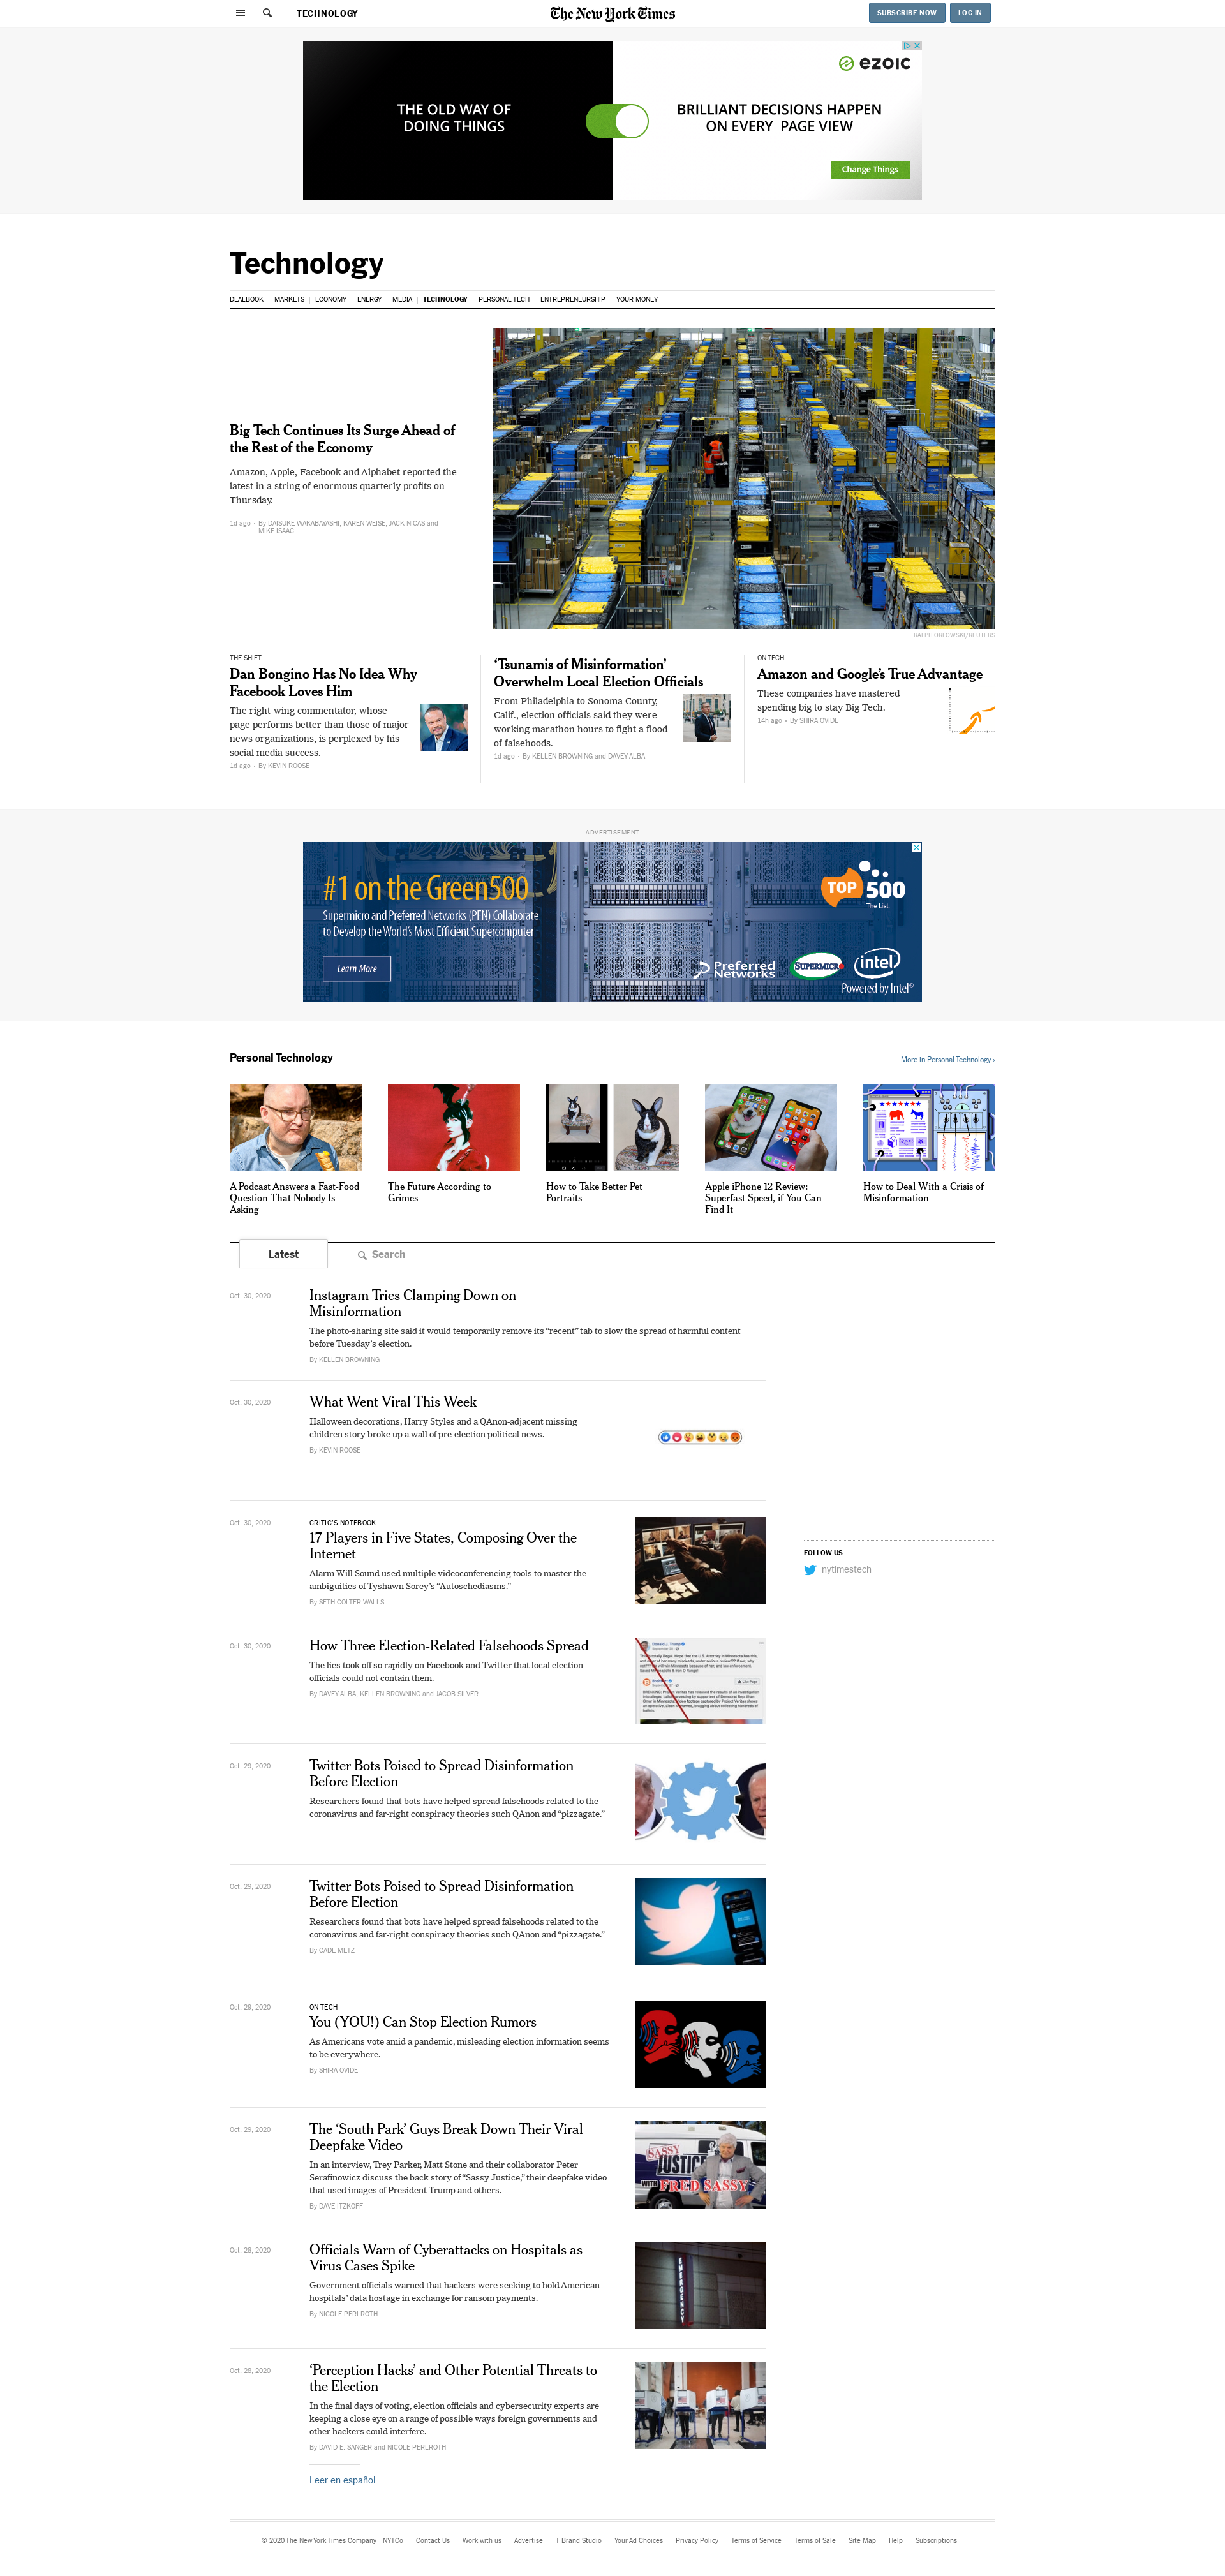 TECHNOLOGY
The New York Times
SUBSCRIBE NOW
LOG IN
ezoic
THE OLD WAY OF
DOING THINGS
BRILLIANT DECISIONS HAPPEN
ON EVERY PAGE VIEW
Change Things
Technology
DEALBOOK | MARKETS | ECONOMY | ENERGY | MEDIA | TECHNOLOGY | PERSONAL TECH | ENTREPRENEURSHIP | YOUR MONEY
Big Tech Continues Its Surge Ahead of
the Rest of the Economy
Amazon, Apple, Facebook and Alphabet reported the
latest in a string of enormous quarterly profits on
Thursday.
1d ago • By DAISUKE WAKABAYASHI, KAREN WEISE, JACK NICAS and
MIKE ISAAC
RALPH ORLOWSKI/REUTERS
THE SHIFT
Dan Bongino Has No Idea Why
Facebook Loves Him
The right-wing commentator, whose
page performs better than those of major
news organizations, is perplexed by his
social media success.
1d ago • By KEVIN ROOSE
‘Tsunamis of Misinformation’
Overwhelm Local Election Officials
From Philadelphia to Sonoma County,
Calif., election officials said they were
working marathon hours to fight a flood
of falsehoods.
1d ago • By KELLEN BROWNING and DAVEY ALBA
ON TECH
Amazon and Google’s True Advantage
These companies have mastered
spending big to stay Big Tech.
14h ago • By SHIRA OVIDE
ADVERTISEMENT
#1 on the Green500
Supermicro and Preferred Networks (PFN) Collaborate
to Develop the World’s Most Efficient Supercomputer
Learn More
TOP 500
The List.
Preferred
Networks
SUPERMICRO
intel
Powered by Intel®
Personal Technology
More in Personal Technology ›
A Podcast Answers a Fast-Food
Question That Nobody Is
Asking
The Future According to
Grimes
How to Take Better Pet
Portraits
Apple iPhone 12 Review:
Superfast Speed, if You Can
Find It
How to Deal With a Crisis of
Misinformation
Latest
Search
Oct. 30, 2020
Instagram Tries Clamping Down on
Misinformation
The photo-sharing site said it would temporarily remove its “recent” tab to slow the spread of harmful content
before Tuesday’s election.
By KELLEN BROWNING
Oct. 30, 2020
What Went Viral This Week
Halloween decorations, Harry Styles and a QAnon-adjacent missing
children story broke up a wall of pre-election political news.
By KEVIN ROOSE
Oct. 30, 2020
CRITIC’S NOTEBOOK
17 Players in Five States, Composing Over the
Internet
Alarm Will Sound used multiple videoconferencing tools to master the
ambiguities of Tyshawn Sorey’s “Autoschediasms.”
By SETH COLTER WALLS
FOLLOW US
nytimestech
Oct. 30, 2020
How Three Election-Related Falsehoods Spread
The lies took off so rapidly on Facebook and Twitter that local election
officials could not contain them.
By DAVEY ALBA, KELLEN BROWNING and JACOB SILVER
Donald J. Trump
Like Page
Oct. 29, 2020
Twitter Bots Poised to Spread Disinformation
Before Election
Researchers found that bots have helped spread falsehoods related to the
coronavirus and far-right conspiracy theories such QAnon and “pizzagate.”
Oct. 29, 2020
Twitter Bots Poised to Spread Disinformation
Before Election
Researchers found that bots have helped spread falsehoods related to the
coronavirus and far-right conspiracy theories such QAnon and “pizzagate.”
By CADE METZ
Oct. 29, 2020
ON TECH
You (YOU!) Can Stop Election Rumors
As Americans vote amid a pandemic, misleading election information seems
to be everywhere.
By SHIRA OVIDE
Oct. 29, 2020
The ‘South Park’ Guys Break Down Their Viral
Deepfake Video
In an interview, Trey Parker, Matt Stone and their collaborator Peter
Serafinowicz discuss the back story of “Sassy Justice,” their deepfake video
that used images of President Trump and others.
By DAVE ITZKOFF
SASSY
JUSTICE
WITH FRED SASSY
Oct. 28, 2020
Officials Warn of Cyberattacks on Hospitals as
Virus Cases Spike
Government officials warned that hackers were seeking to hold American
hospitals’ data hostage in exchange for ransom payments.
By NICOLE PERLROTH
EMERGENCY
Oct. 28, 2020
‘Perception Hacks’ and Other Potential Threats to
the Election
In the final days of voting, election officials and cybersecurity experts are
keeping a close eye on a range of possible ways foreign governments and
other hackers could interfere.
By DAVID E. SANGER and NICOLE PERLROTH
Leer en español
© 2020 The New York Times Company NYTCo Contact Us Work with us Advertise T Brand Studio Your Ad Choices Privacy Policy Terms of Service Terms of Sale Site Map Help Subscriptions